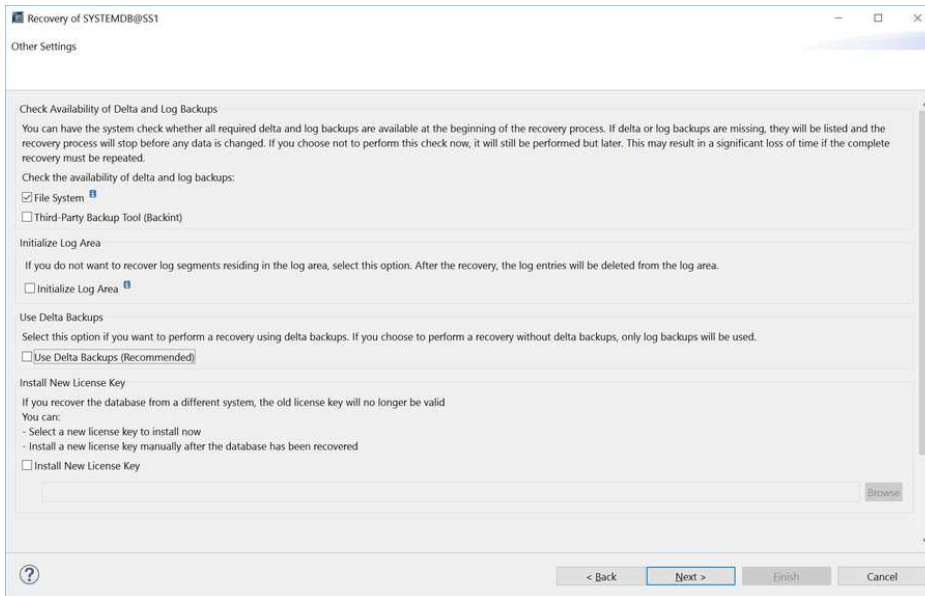 Recovery of SYSTEMDB@SS1
Other Settings
Check Availability of Delta and Log Backups
You can have the system check whether all required delta and log backups are available at the beginning of the recovery process. If delta or log backups are missing, they will be listed and the
recovery process will stop before any data is changed. If you choose not to perform this check now, it will still be performed but later. This may result in a significant loss of time if the complete
recovery must be repeated.
Check the availability of delta and log backups:
File System
Third-Party Backup Tool (Backint)
Initialize Log Area
If you do not want to recover log segments residing in the log area, select this option. After the recovery, the log entries will be deleted from the log area.
Initialize Log Area
Use Delta Backups
Select this option if you want to perform a recovery using delta backups. If you choose to perform a recovery without delta backups, only log backups will be used.
Use Delta Backups (Recommended)
Install New License Key
If you recover the database from a different system, the old license key will no longer be valid
You can:
- Select a new license key to install now
- Install a new license key manually after the database has been recovered
Install New License Key
Browse
? < Back Next > Finish Cancel